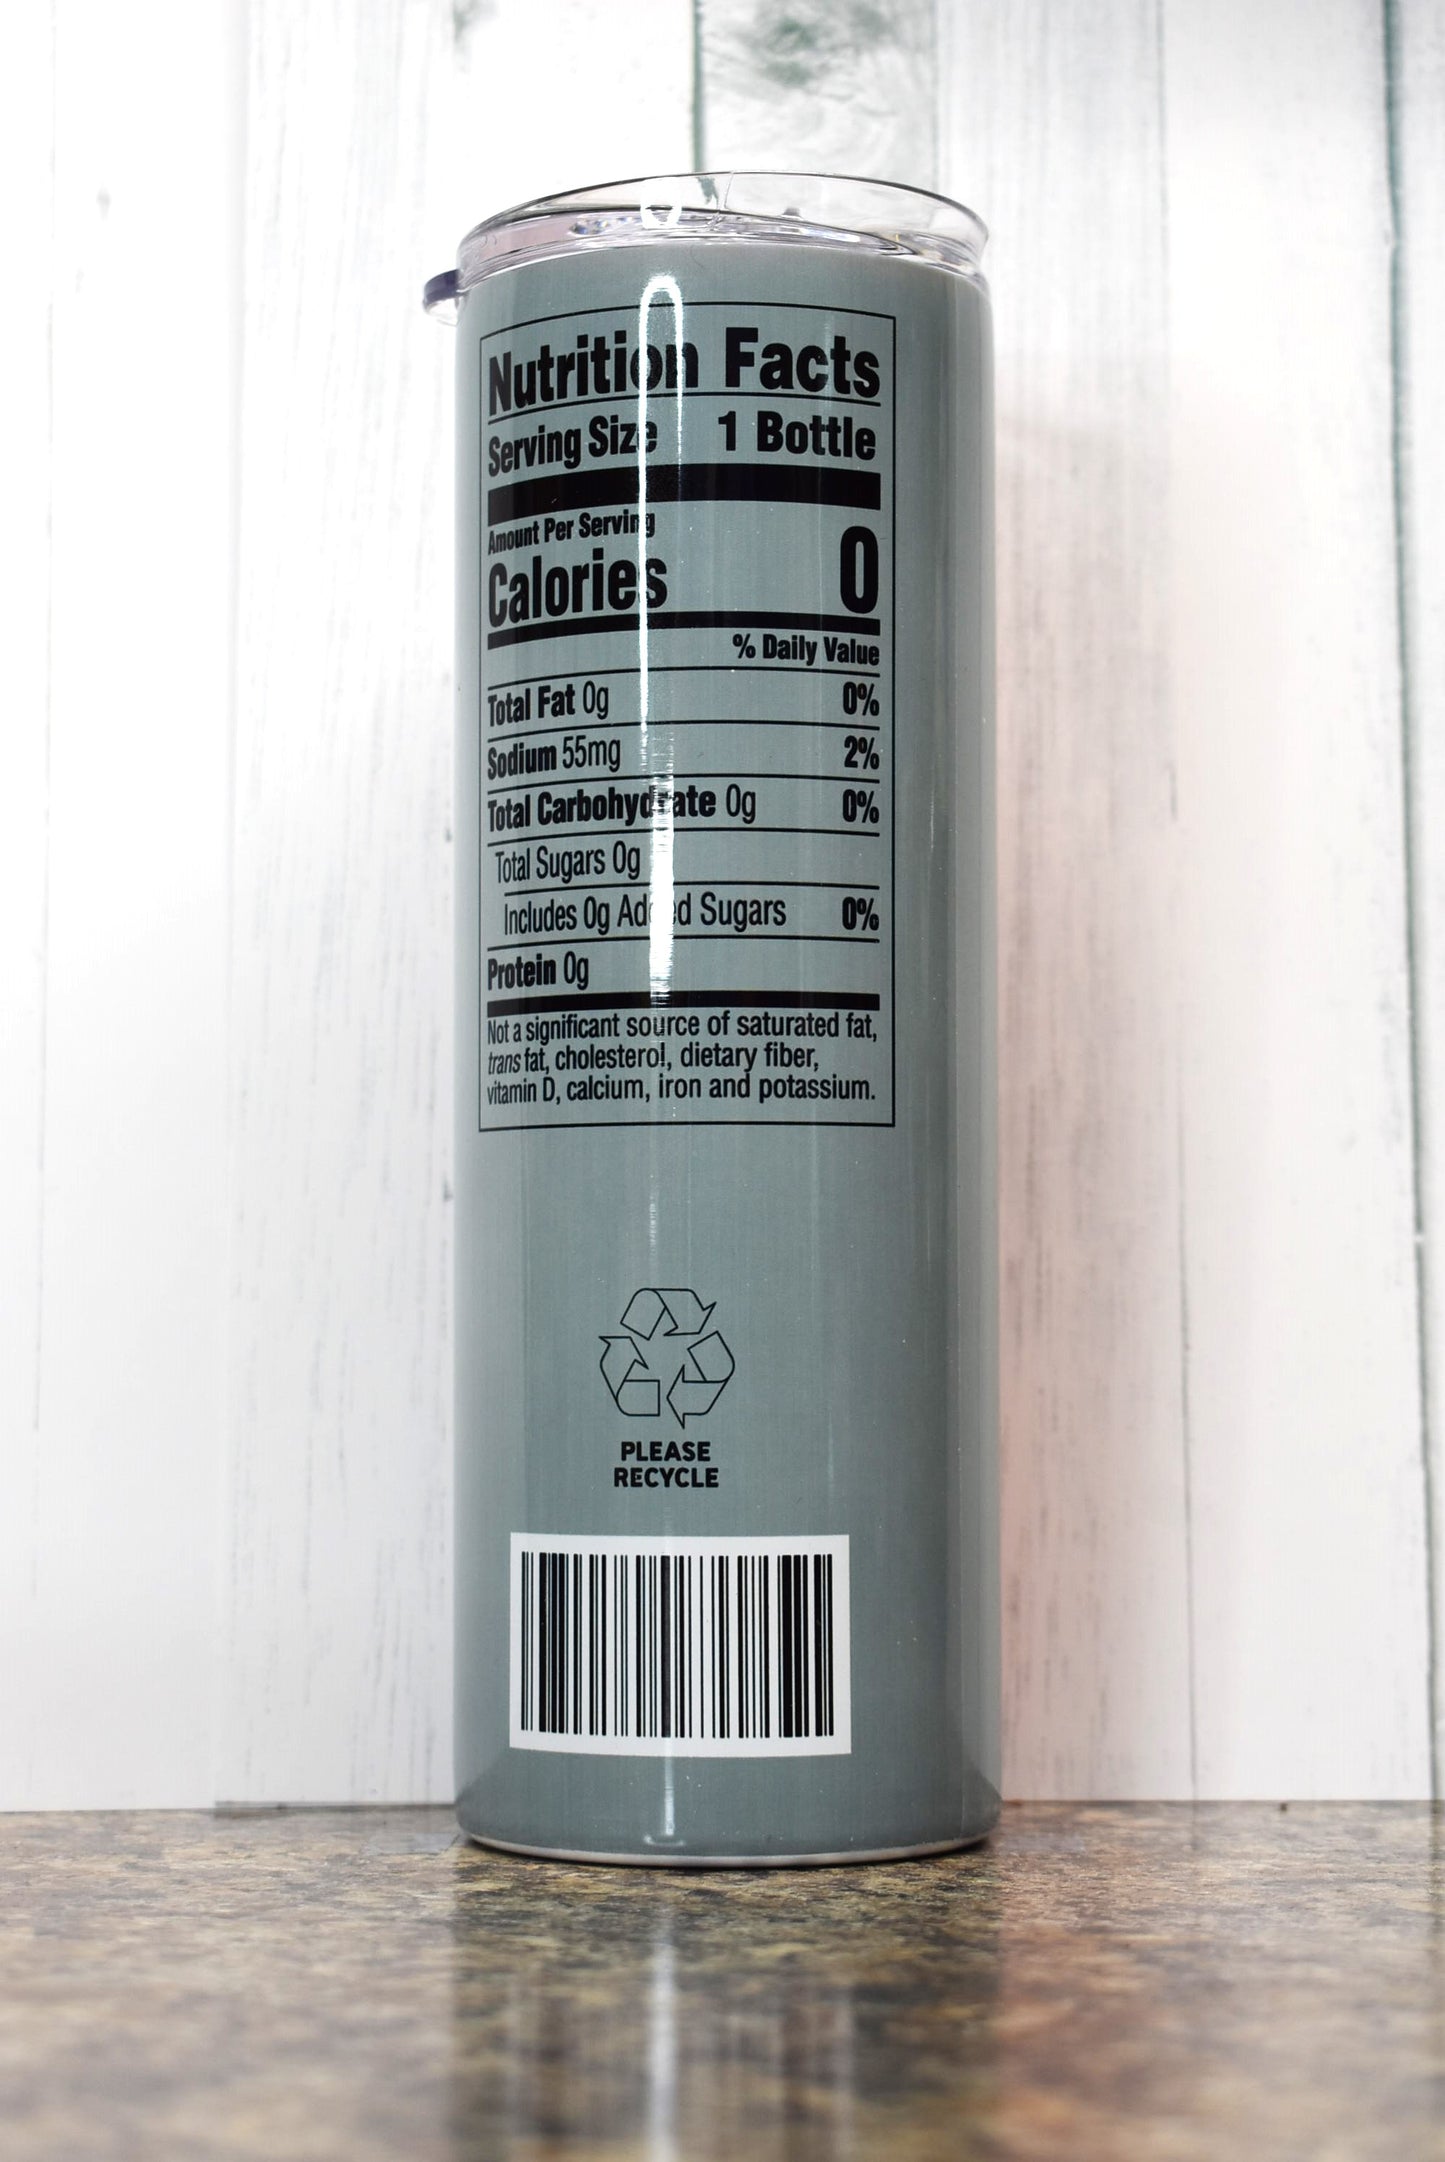 Nutrition Facts
Serving Size 1 Bottle
Amount Per Serving
Calories 0
% Daily Value
Total Fat 0g 0%
Sodium 55mg 2%
Total Carbohydrate 0g 0%
Total Sugars 0g
Includes 0g Added Sugars 0%
Protein 0g
Not a significant source of saturated fat,
trans fat, cholesterol, dietary fiber,
vitamin D, calcium, iron and potassium.
PLEASE
RECYCLE